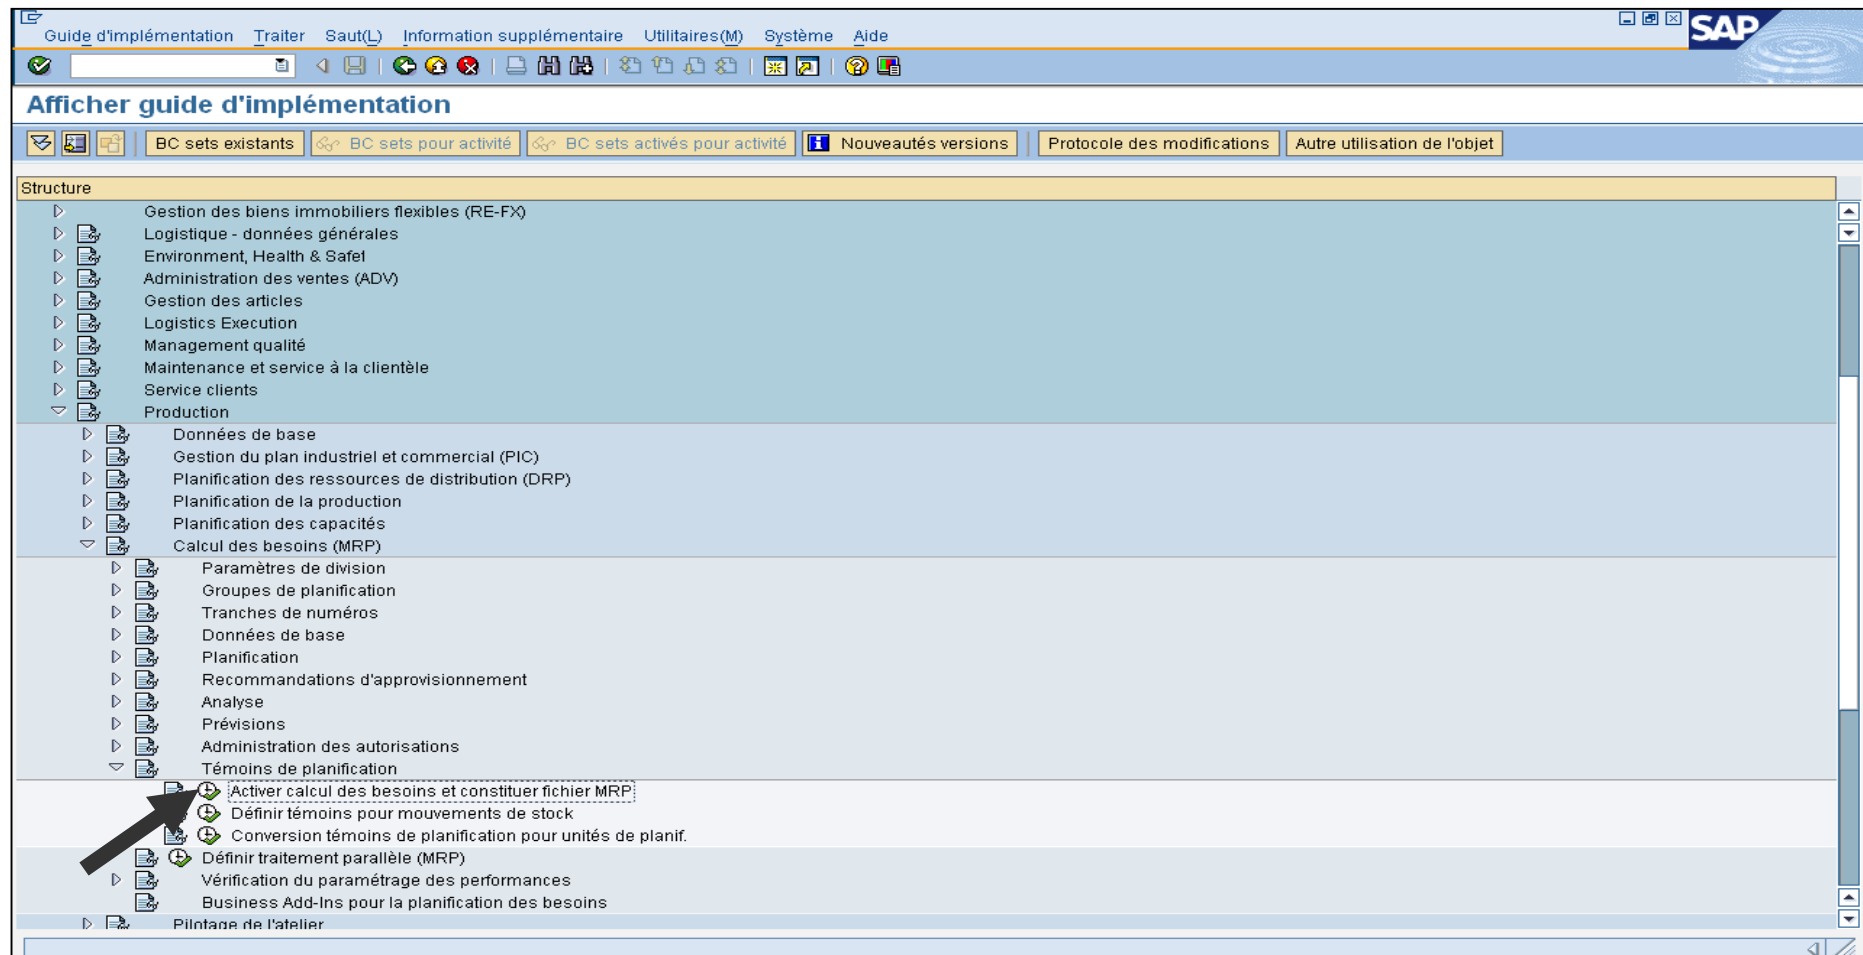 Guide d'implémentation Traiter Saut(L) Information supplémentaire Utilitaires(M) Système Aide
SAP
Afficher guide d'implémentation
BC sets existants BC sets pour activité BC sets activés pour activité Nouveautés versions Protocole des modifications Autre utilisation de l'objet
Structure
Gestion des biens immobiliers flexibles (RE-FX)
Logistique - données générales
Environment, Health & Safet
Administration des ventes (ADV)
Gestion des articles
Logistics Execution
Management qualité
Maintenance et service à la clientèle
Service clients
Production
Données de base
Gestion du plan industriel et commercial (PIC)
Planification des ressources de distribution (DRP)
Planification de la production
Planification des capacités
Calcul des besoins (MRP)
Paramètres de division
Groupes de planification
Tranches de numéros
Données de base
Planification
Recommandations d'approvisionnement
Analyse
Prévisions
Administration des autorisations
Témoins de planification
Activer calcul des besoins et constituer fichier MRP
Définir témoins pour mouvements de stock
Conversion témoins de planification pour unités de planif.
Définir traitement parallèle (MRP)
Vérification du paramétrage des performances
Business Add-Ins pour la planification des besoins
Pilotage de l'atelier